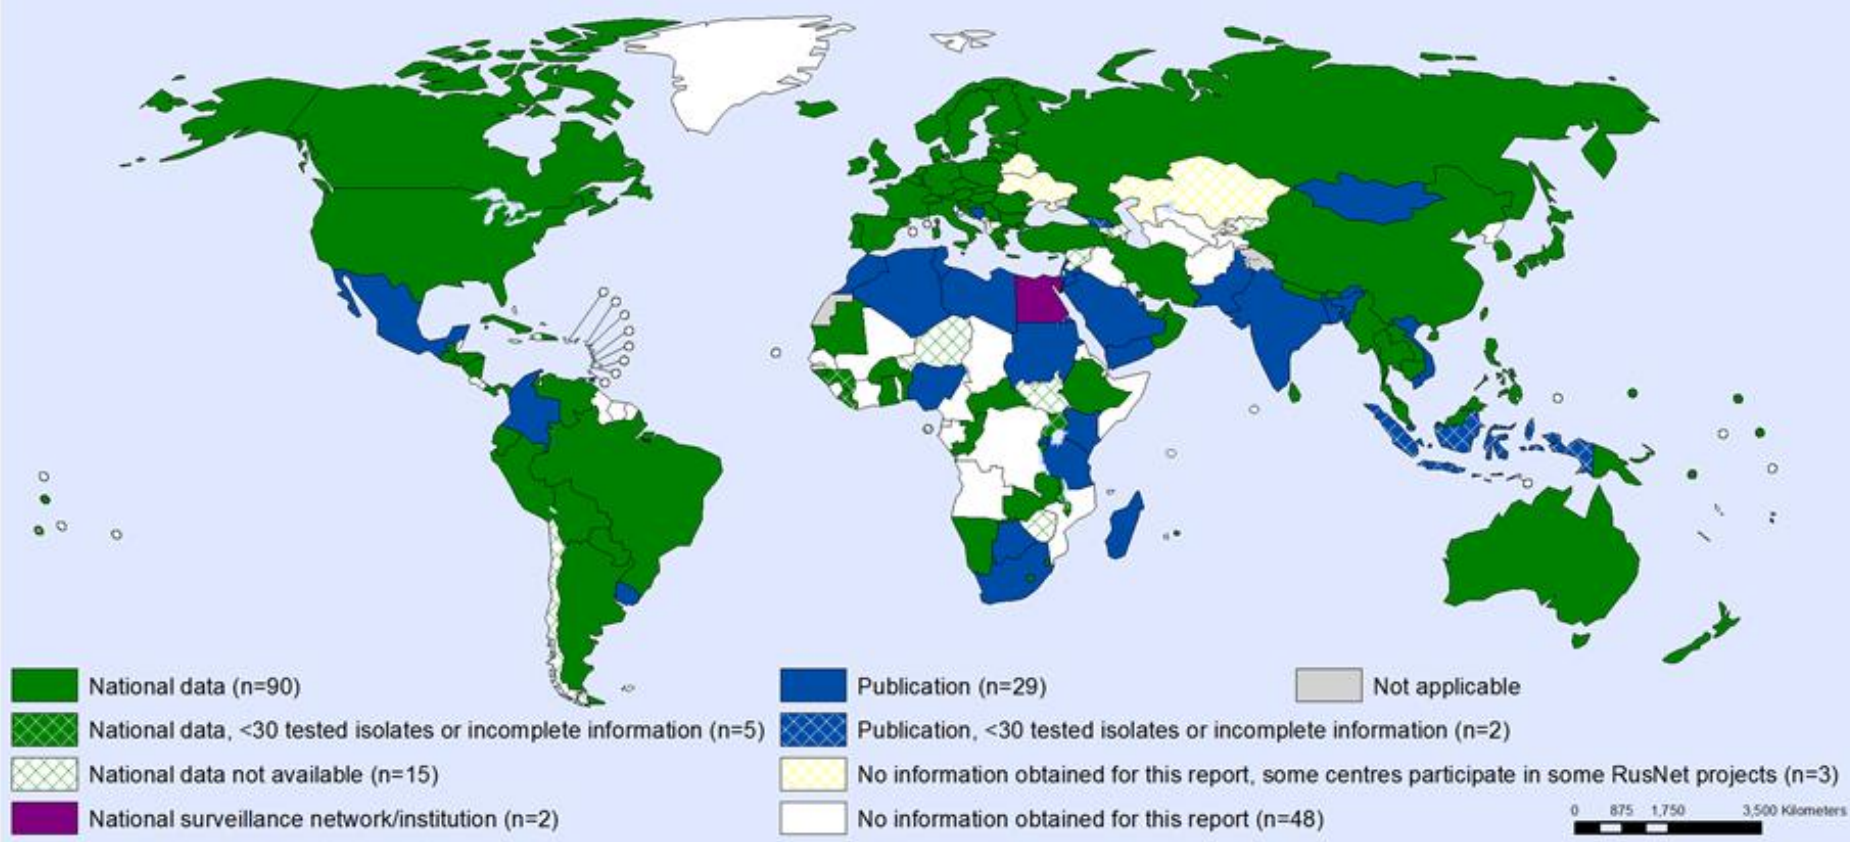 National data (n=90)
National data, <30 tested isolates or incomplete information (n=5)
National data not available (n=15)
National surveillance network/institution (n=2)
Publication (n=29)
Publication, <30 tested isolates or incomplete information (n=2)
No information obtained for this report, some centres participate in some RusNet projects (n=3)
No information obtained for this report (n=48)
Not applicable
0 875 1,750 3,500 Kilometers